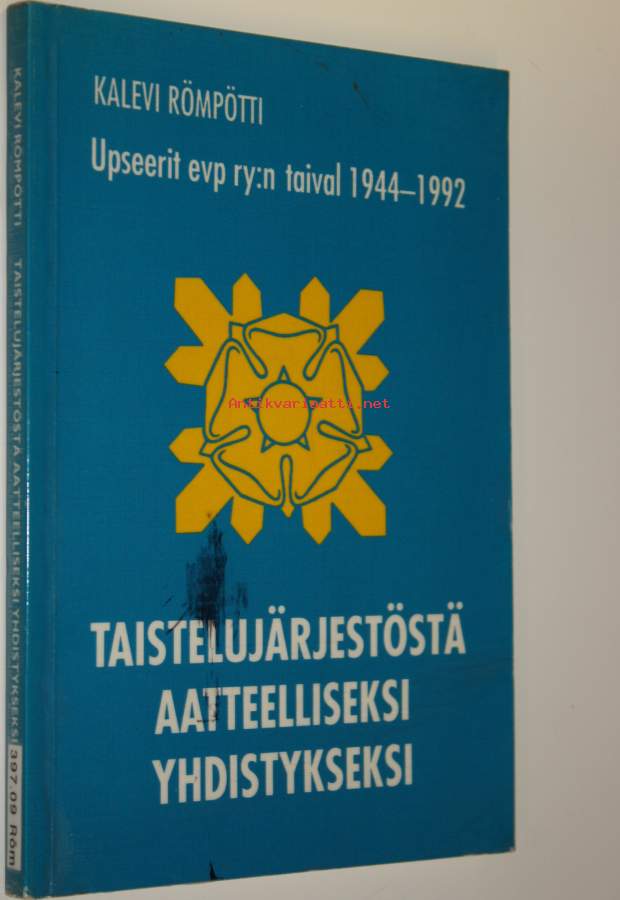 KALEVI RÖMPÖTTI
Upseerit evp ry:n taival 1944–1992
Antikvaripatti.net
TAISTELUJÄRJESTÖSTÄ
AATTEELLISEKSI
YHDISTYKSEKSI
KALEVI RÖMPÖTTI TAISTELUJÄRJESTÖSTÄ AATTEELLISEKSI YHDISTYKSEKSI
397.09 Röm